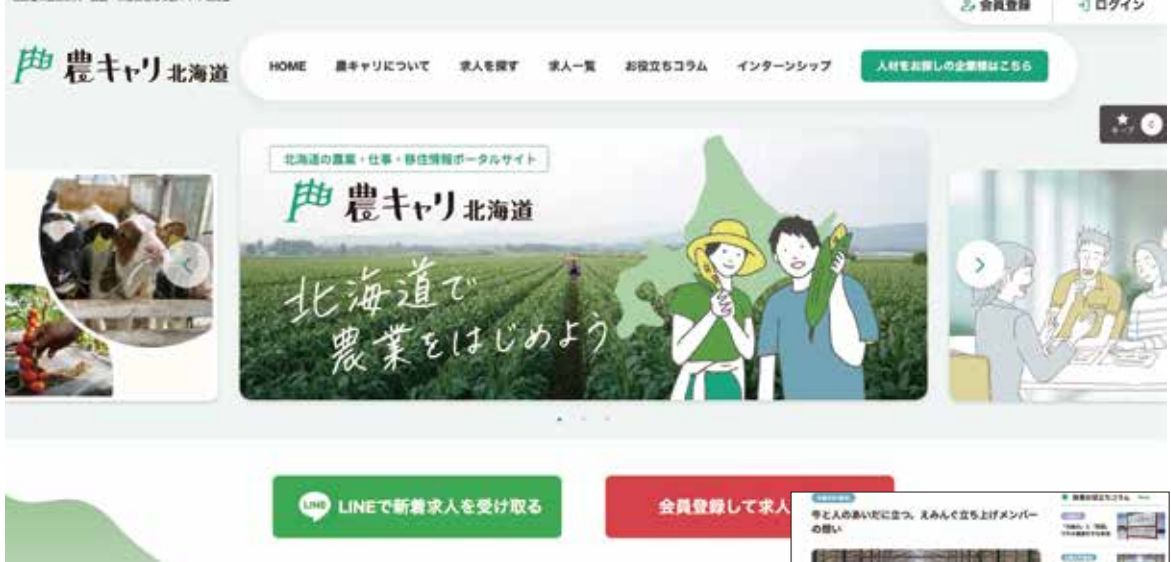 会員登録
ログイン
農キャリ 北海道
HOME
農キャリについて
求人を探す
求人一覧
お役立ちコラム
インターンシップ
人材をお探しの企業様はこちら
キープ
北海道の農業・仕事・移住情報ポータルサイト
農キャリ 北海道
北海道で
農業をはじめよう
LINE LINEで新着求人を受け取る
会員登録して求人
今と人のあいだに立つ。えみんぐ立ち上げメンバー
の想い